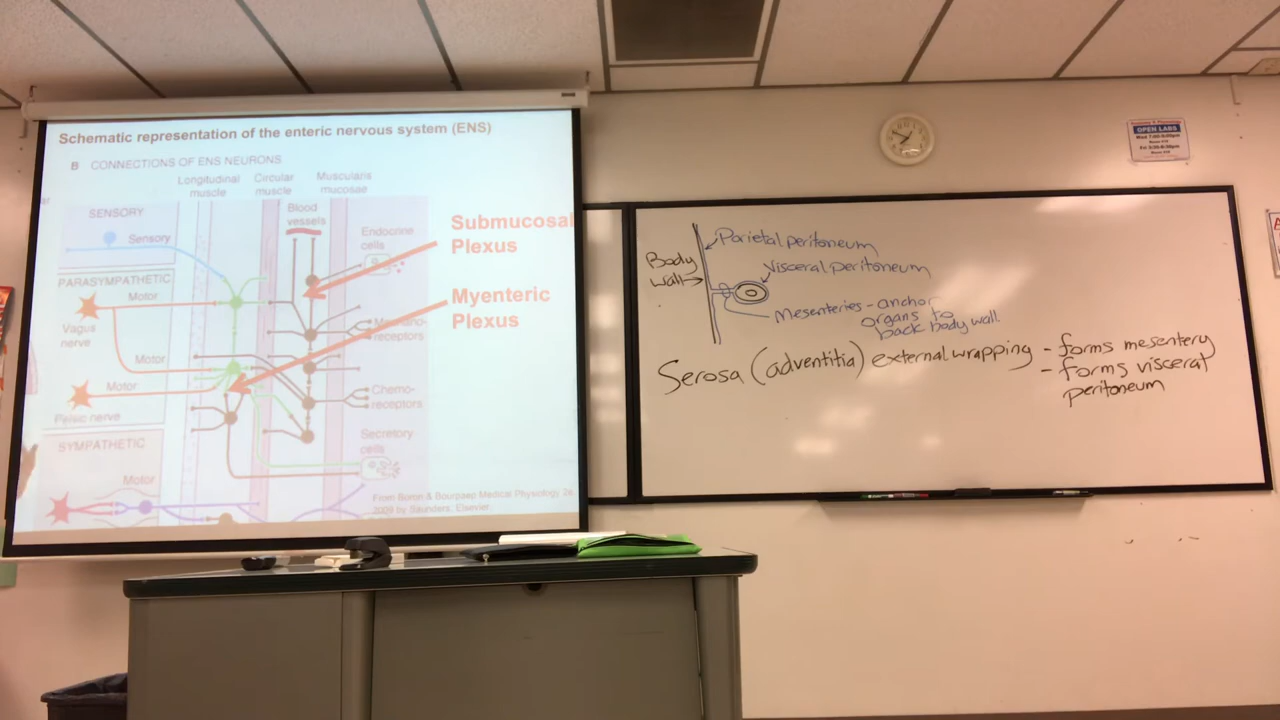 Schematic representation of the enteric nervous system (ENS)
B CONNECTIONS OF ENS NEURONS
Longitudinal
muscle
Circular
muscle
Muscularis
mucosae
Blood
vessels
SENSORY
Sensory
Endocrine
cells
Submucosal
Plexus
PARASYMPATHETIC
Motor
Vagus
nerve
Myenteric
Plexus
receptors
Motor
Motor
Pelvic nerve
Chemo-
receptors
SYMPATHETIC
Motor
Secretory
cells
From Boron & Boulpaep Medical Physiology 2e.
2009 by Saunders, Elsevier.
Parietal peritoneum
Body
wall
Visceral peritoneum
Mesenteries - anchor
organs to
back body wall
Serosa (adventitia) external wrapping - forms mesentery
- forms visceral
peritoneum
OPEN LABS